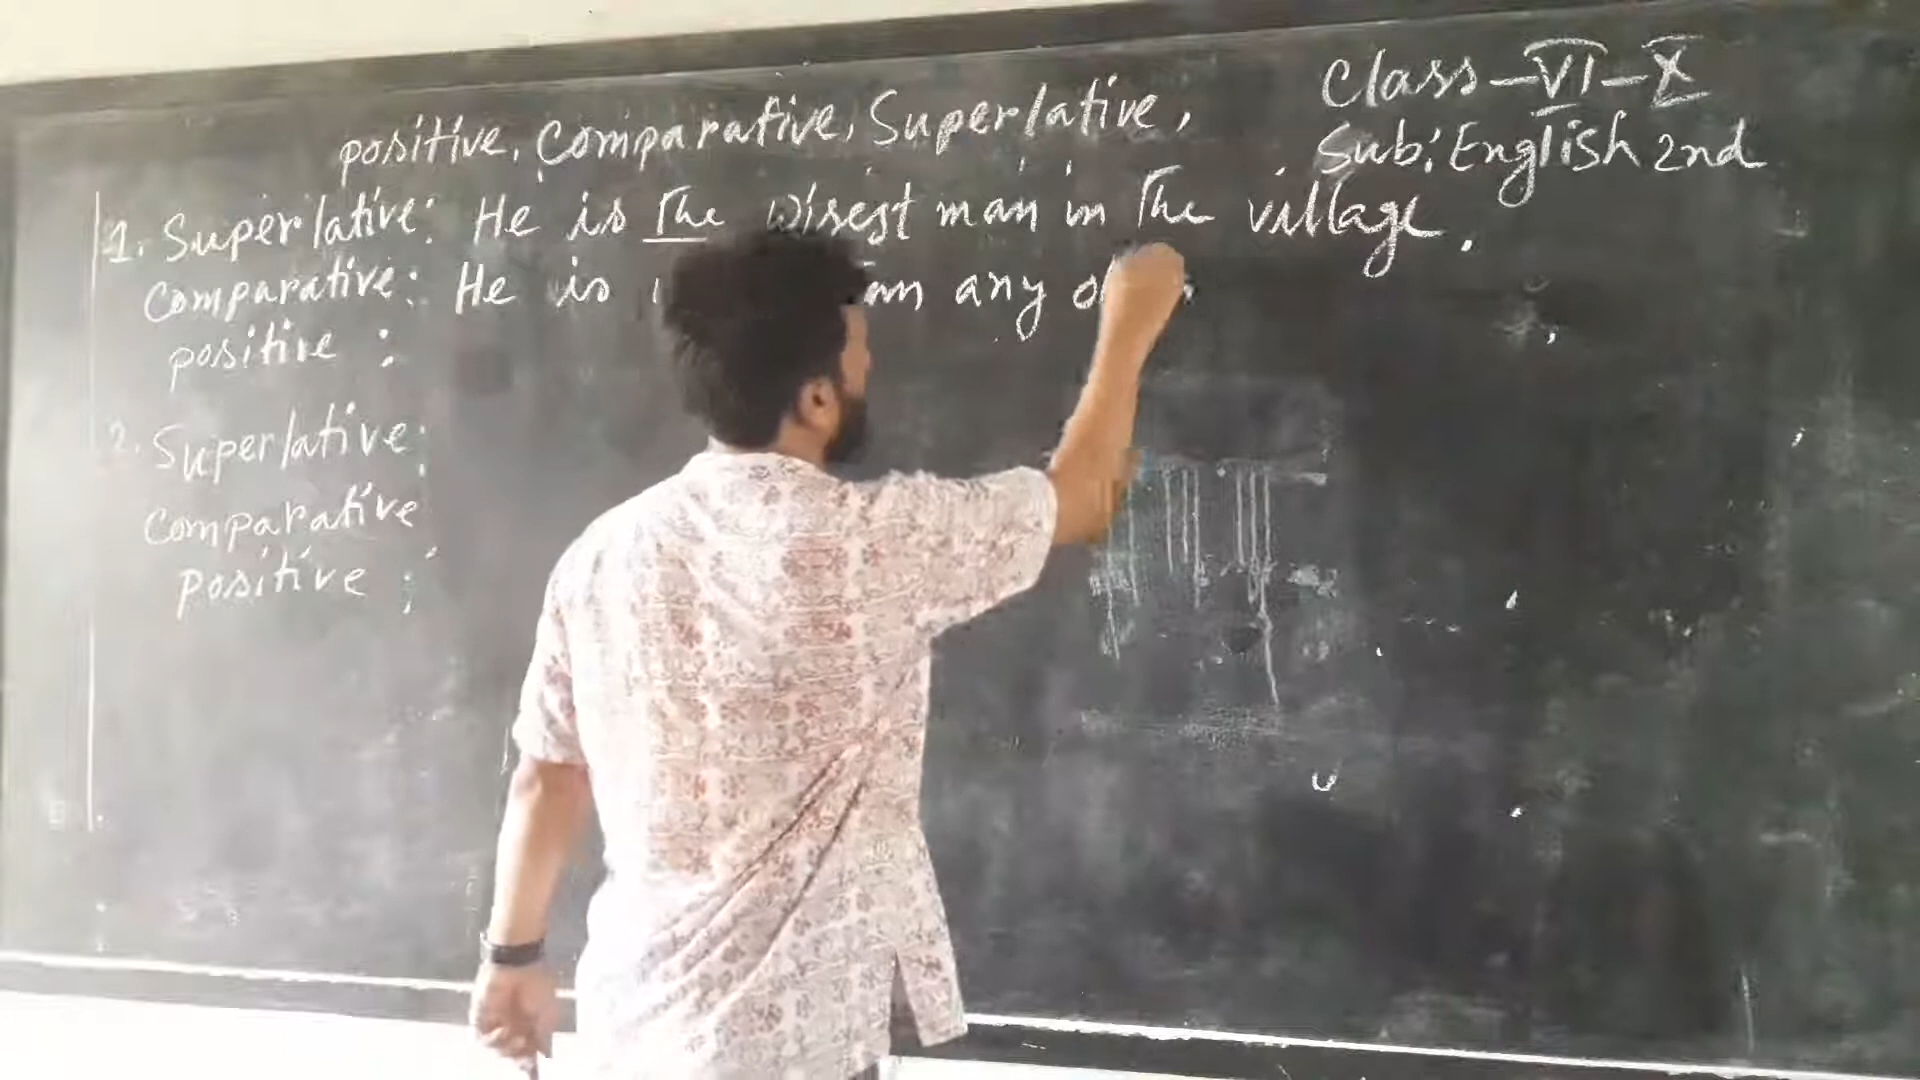 Class-VI-X
Sub: English 2nd
positive, Comparative, Superlative,
1. Superlative: He is The wisest man in The village.
Comparative: He is any
positive :
2. Superlative:
Comparative
positive :